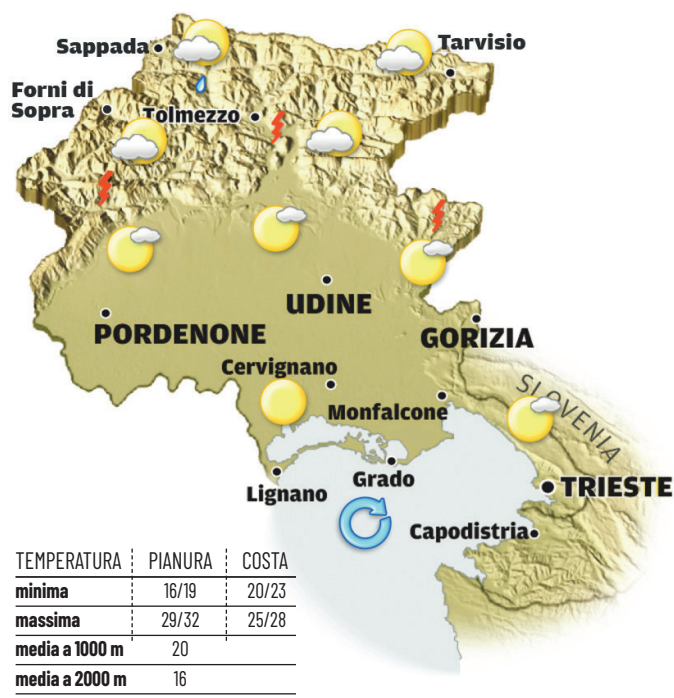 Sappada
Tarvisio
Forni di
Sopra
Tolmezzo
UDINE
PORDENONE
GORIZIA
Cervignano
Monfalcone
SLOVENIA
Grado
Lignano
TRIESTE
Capodistria
TEMPERATURA PIANURA COSTA
minima 16/19 20/23
massima 29/32 25/28
media a 1000 m 20
media a 2000 m 16